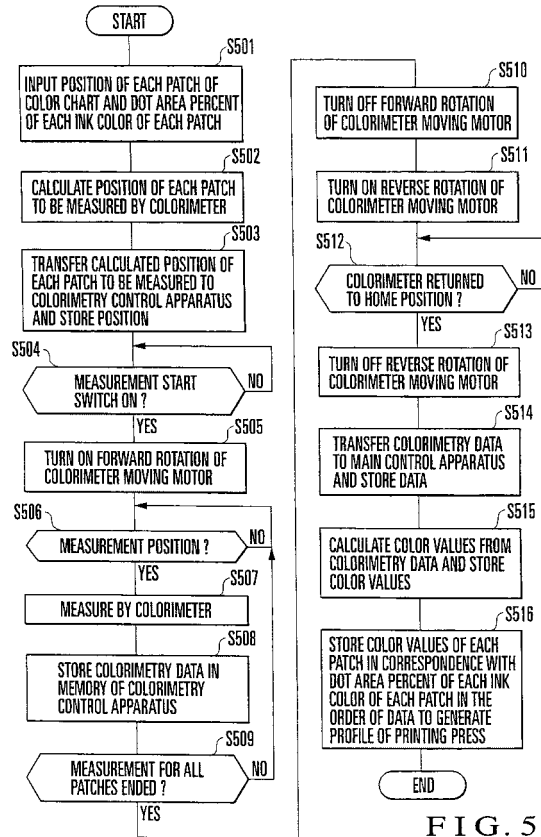 START
S501
INPUT POSITION OF EACH PATCH OF
COLOR CHART AND DOT AREA PERCENT
OF EACH INK COLOR OF EACH PATCH
S502
CALCULATE POSITION OF EACH PATCH
TO BE MEASURED BY COLORIMETER
S503
TRANSFER CALCULATED POSITION OF
EACH PATCH TO BE MEASURED TO
COLORIMETRY CONTROL APPARATUS
AND STORE POSITION
S504
MEASUREMENT START
SWITCH ON ?
NO
YES
S505
TURN ON FORWARD ROTATION OF
COLORIMETER MOVING MOTOR
S506
MEASUREMENT POSITION ?
NO
YES
S507
MEASURE BY COLORIMETER
S508
STORE COLORIMETRY DATA IN
MEMORY OF COLORIMETRY
CONTROL APPARATUS
S509
MEASUREMENT FOR ALL
PATCHES ENDED ?
NO
YES
S510
TURN OFF FORWARD ROTATION
OF COLORIMETER MOVING MOTOR
S511
TURN ON REVERSE ROTATION OF
COLORIMETER MOVING MOTOR
S512
COLORIMETER RETURNED
TO HOME POSITION ?
NO
YES
S513
TURN OFF REVERSE ROTATION OF
COLORIMETER MOVING MOTOR
S514
TRANSFER COLORIMETRY DATA
TO MAIN CONTROL APPARATUS
AND STORE DATA
S515
CALCULATE COLOR VALUES FROM
COLORIMETRY DATA AND STORE
COLOR VALUES
S516
STORE COLOR VALUES OF EACH
PATCH IN CORRESPONDENCE WITH
DOT AREA PERCENT OF EACH INK
COLOR OF EACH PATCH IN THE
ORDER OF DATA TO GENERATE
PROFILE OF PRINTING PRESS
END
FIG. 5